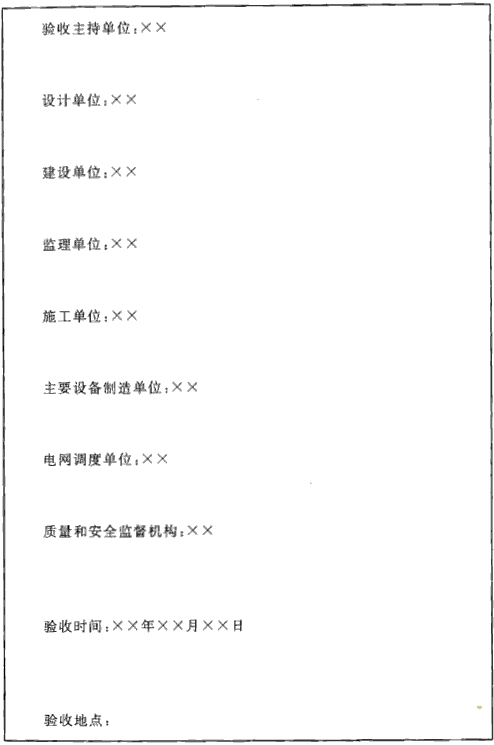 验收主持单位:××
设计单位:××
建设单位:××
监理单位:××
施工单位:××
主要设备制造单位:××
电网调度单位:××
质量和安全监督机构:××
验收时间:××年××月××日
验收地点: